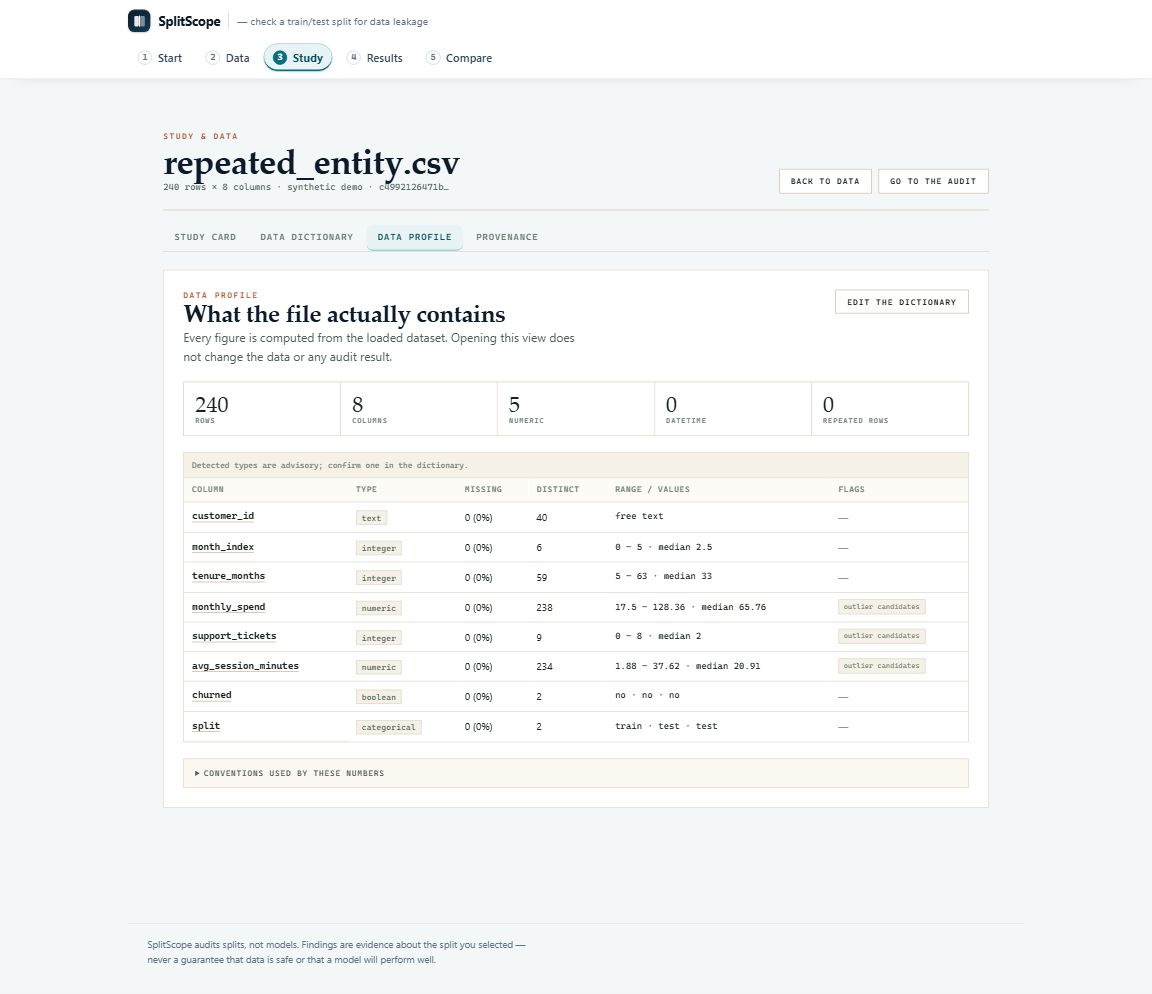 SplitScope — check a train/test split for data leakage
1 Start 2 Data 3 Study 4 Results 5 Compare
STUDY & DATA
repeated_entity.csv
240 rows × 8 columns · synthetic demo · c4992126471b…
BACK TO DATA GO TO THE AUDIT
STUDY CARD DATA DICTIONARY DATA PROFILE PROVENANCE
DATA PROFILE
What the file actually contains
EDIT THE DICTIONARY
Every figure is computed from the loaded dataset. Opening this view does
not change the data or any audit result.
240 8 5 0 0
ROWS COLUMNS NUMERIC DATETIME REPEATED ROWS
Detected types are advisory; confirm one in the dictionary.
COLUMN TYPE MISSING DISTINCT RANGE / VALUES FLAGS
customer_id text 0 (0%) 40 free text —
month_index integer 0 (0%) 6 0 – 5 · median 2.5 —
tenure_months integer 0 (0%) 59 5 – 63 · median 33 —
monthly_spend numeric 0 (0%) 238 17.5 – 128.36 · median 65.76 outlier candidates
support_tickets integer 0 (0%) 9 0 – 8 · median 2 outlier candidates
avg_session_minutes numeric 0 (0%) 234 1.88 – 37.62 · median 20.91 outlier candidates
churned boolean 0 (0%) 2 no · no · no —
split categorical 0 (0%) 2 train · test · test —
▸ CONVENTIONS USED BY THESE NUMBERS
SplitScope audits splits, not models. Findings are evidence about the split you selected —
never a guarantee that data is safe or that a model will perform well.